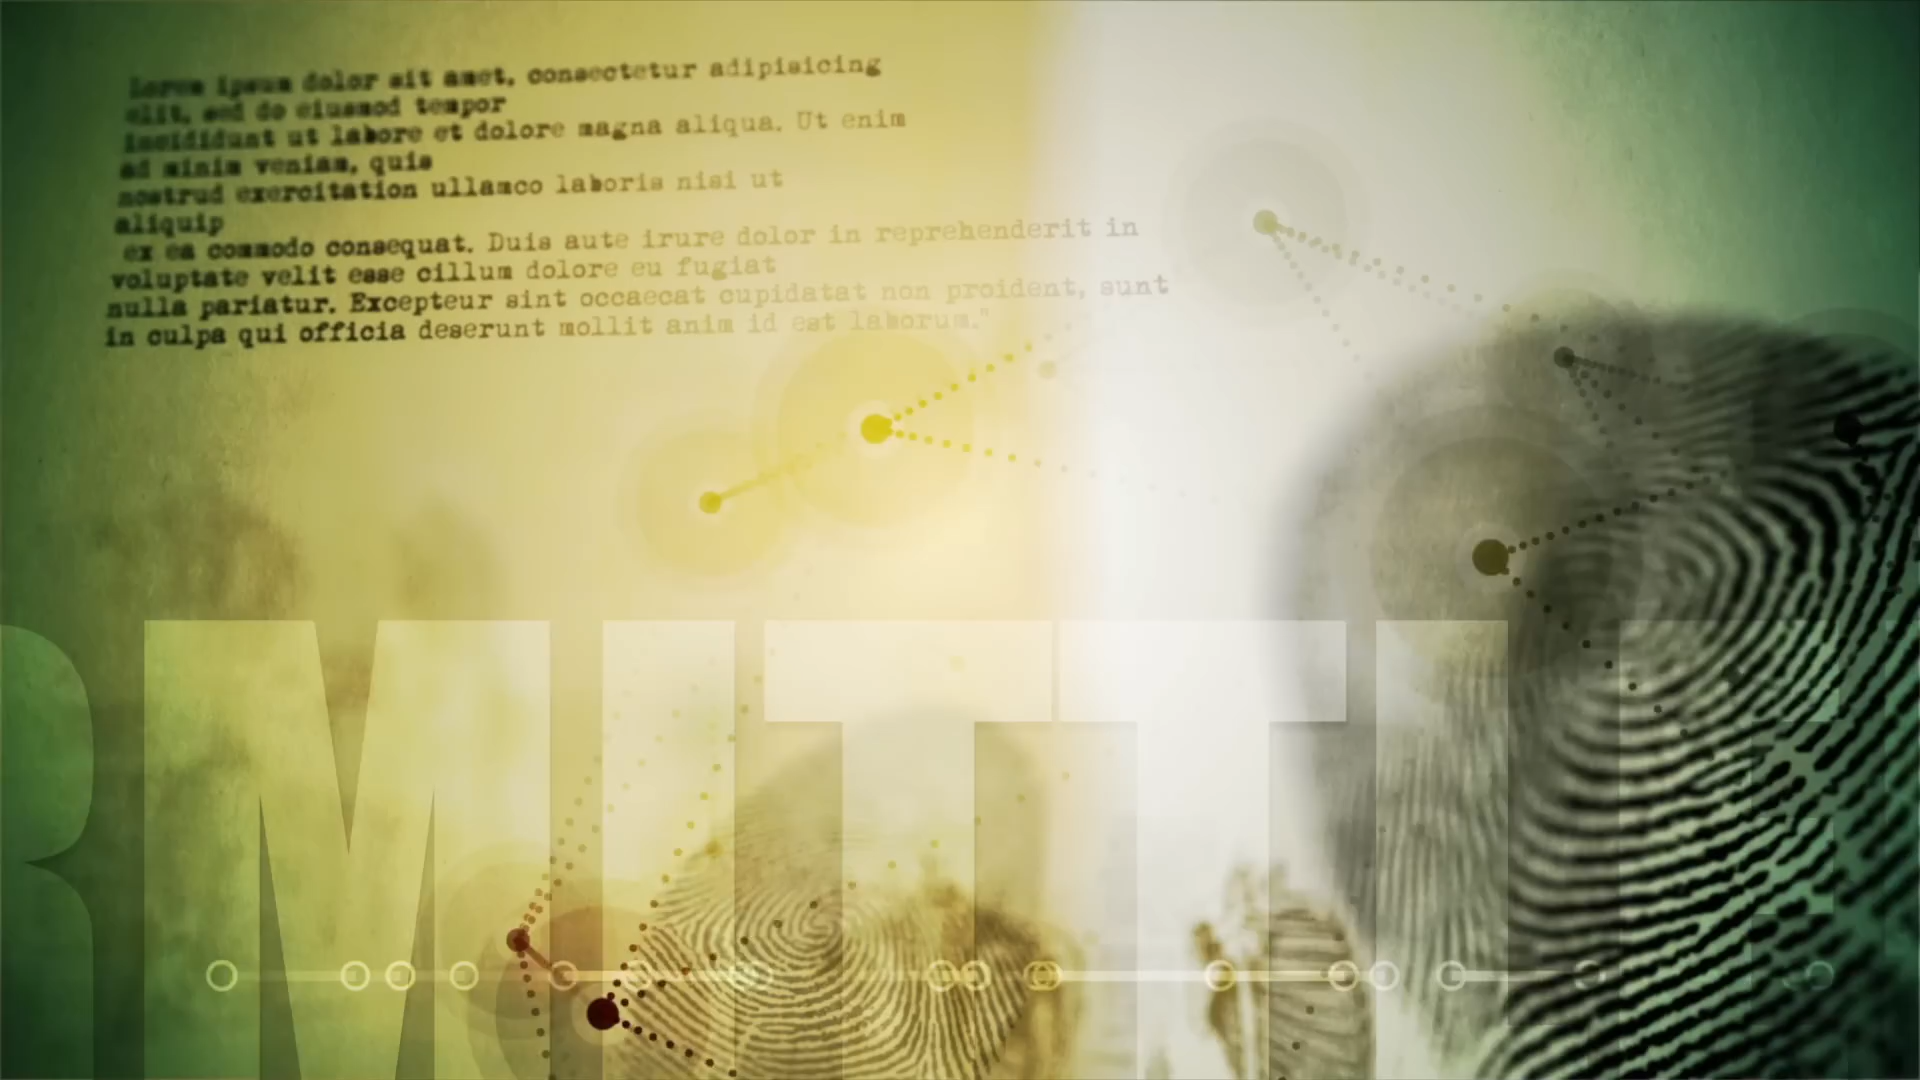 Lorem ipsum dolor sit amet, consectetur adipisicing
elit, sed do eiusmod tempor
incididunt ut labore et dolore magna aliqua. Ut enim
ad minim veniam, quis
nostrud exercitation ullamco laboris nisi ut
aliquip
ex ea commodo consequat. Duis aute irure dolor in reprehenderit in
voluptate velit esse cillum dolore eu fugiat
nulla pariatur. Excepteur sint occaecat cupidatat non proident, sunt
in culpa qui officia deserunt mollit anim id est laborum."
RMITTL